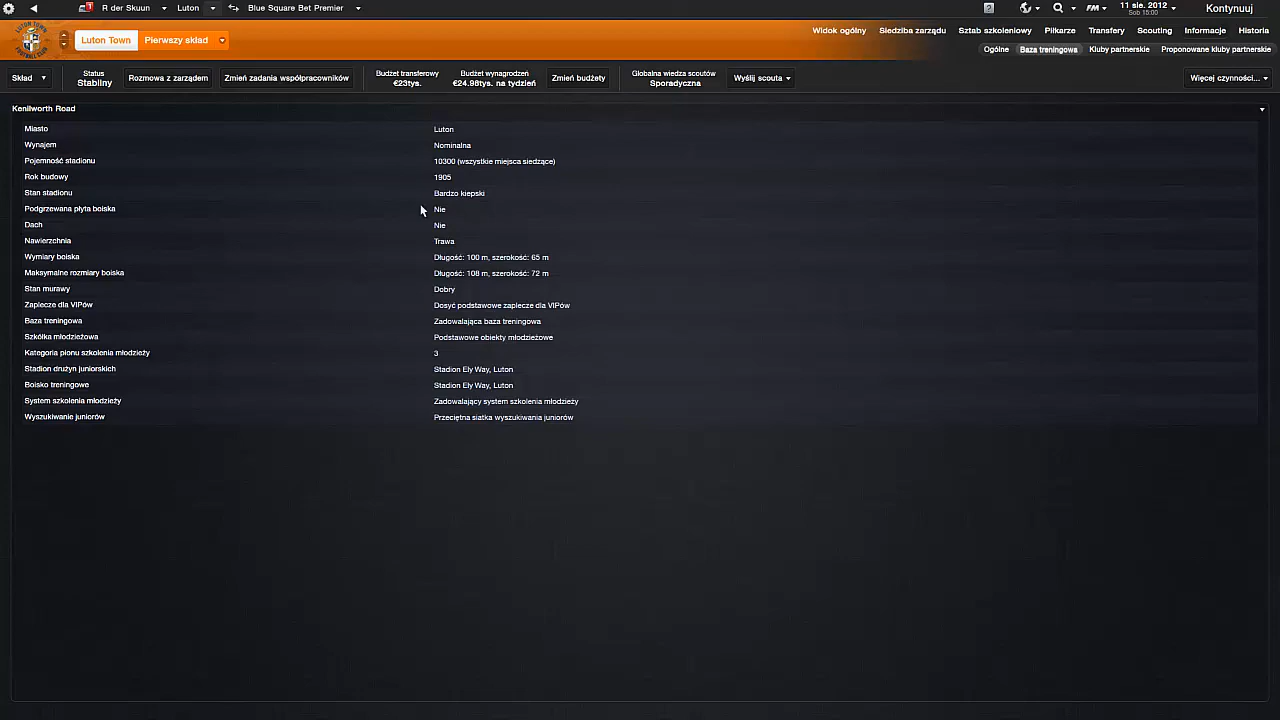 R der Skuun
Luton
Blue Square Bet Premier
FM
11 sie. 2012
Sob 15:00
Kontynuuj
LUTON TOWN
Luton Town
Pierwszy skład
Widok ogólny
Siedziba zarządu
Sztab szkoleniowy
Piłkarze
Transfery
Scouting
Informacje
Historia
Ogólne
Baza treningowa
Kluby partnerskie
Proponowane kluby partnerskie
Skład
Status
Stabilny
Rozmowa z zarządem
Zmień zadania współpracowników
Budżet transferowy
€23tys.
Budżet wynagrodzeń
€24.98tys. na tydzień
Zmień budżety
Globalna wiedza scoutów
Sporadyczna
Wyślij scouta
Więcej czynności...
Kenilworth Road
Miasto Luton
Wynajem Nominalna
Pojemność stadionu 10300 (wszystkie miejsca siedzące)
Rok budowy 1905
Stan stadionu Bardzo kiepski
Podgrzewana płyta boiska Nie
Dach Nie
Nawierzchnia Trawa
Wymiary boiska Długość: 100 m, szerokość: 65 m
Maksymalne rozmiary boiska Długość: 108 m, szerokość: 72 m
Stan murawy Dobry
Zaplecze dla VIPów Dosyć podstawowe zaplecze dla VIPów
Baza treningowa Zadowalająca baza treningowa
Szkółka młodzieżowa Podstawowe obiekty młodzieżowe
Kategoria pionu szkolenia młodzieży 3
Stadion drużyn juniorskich Stadion Ely Way, Luton
Boisko treningowe Stadion Ely Way, Luton
System szkolenia młodzieży Zadowalający system szkolenia młodzieży
Wyszukiwanie juniorów Przeciętna siatka wyszukiwania juniorów